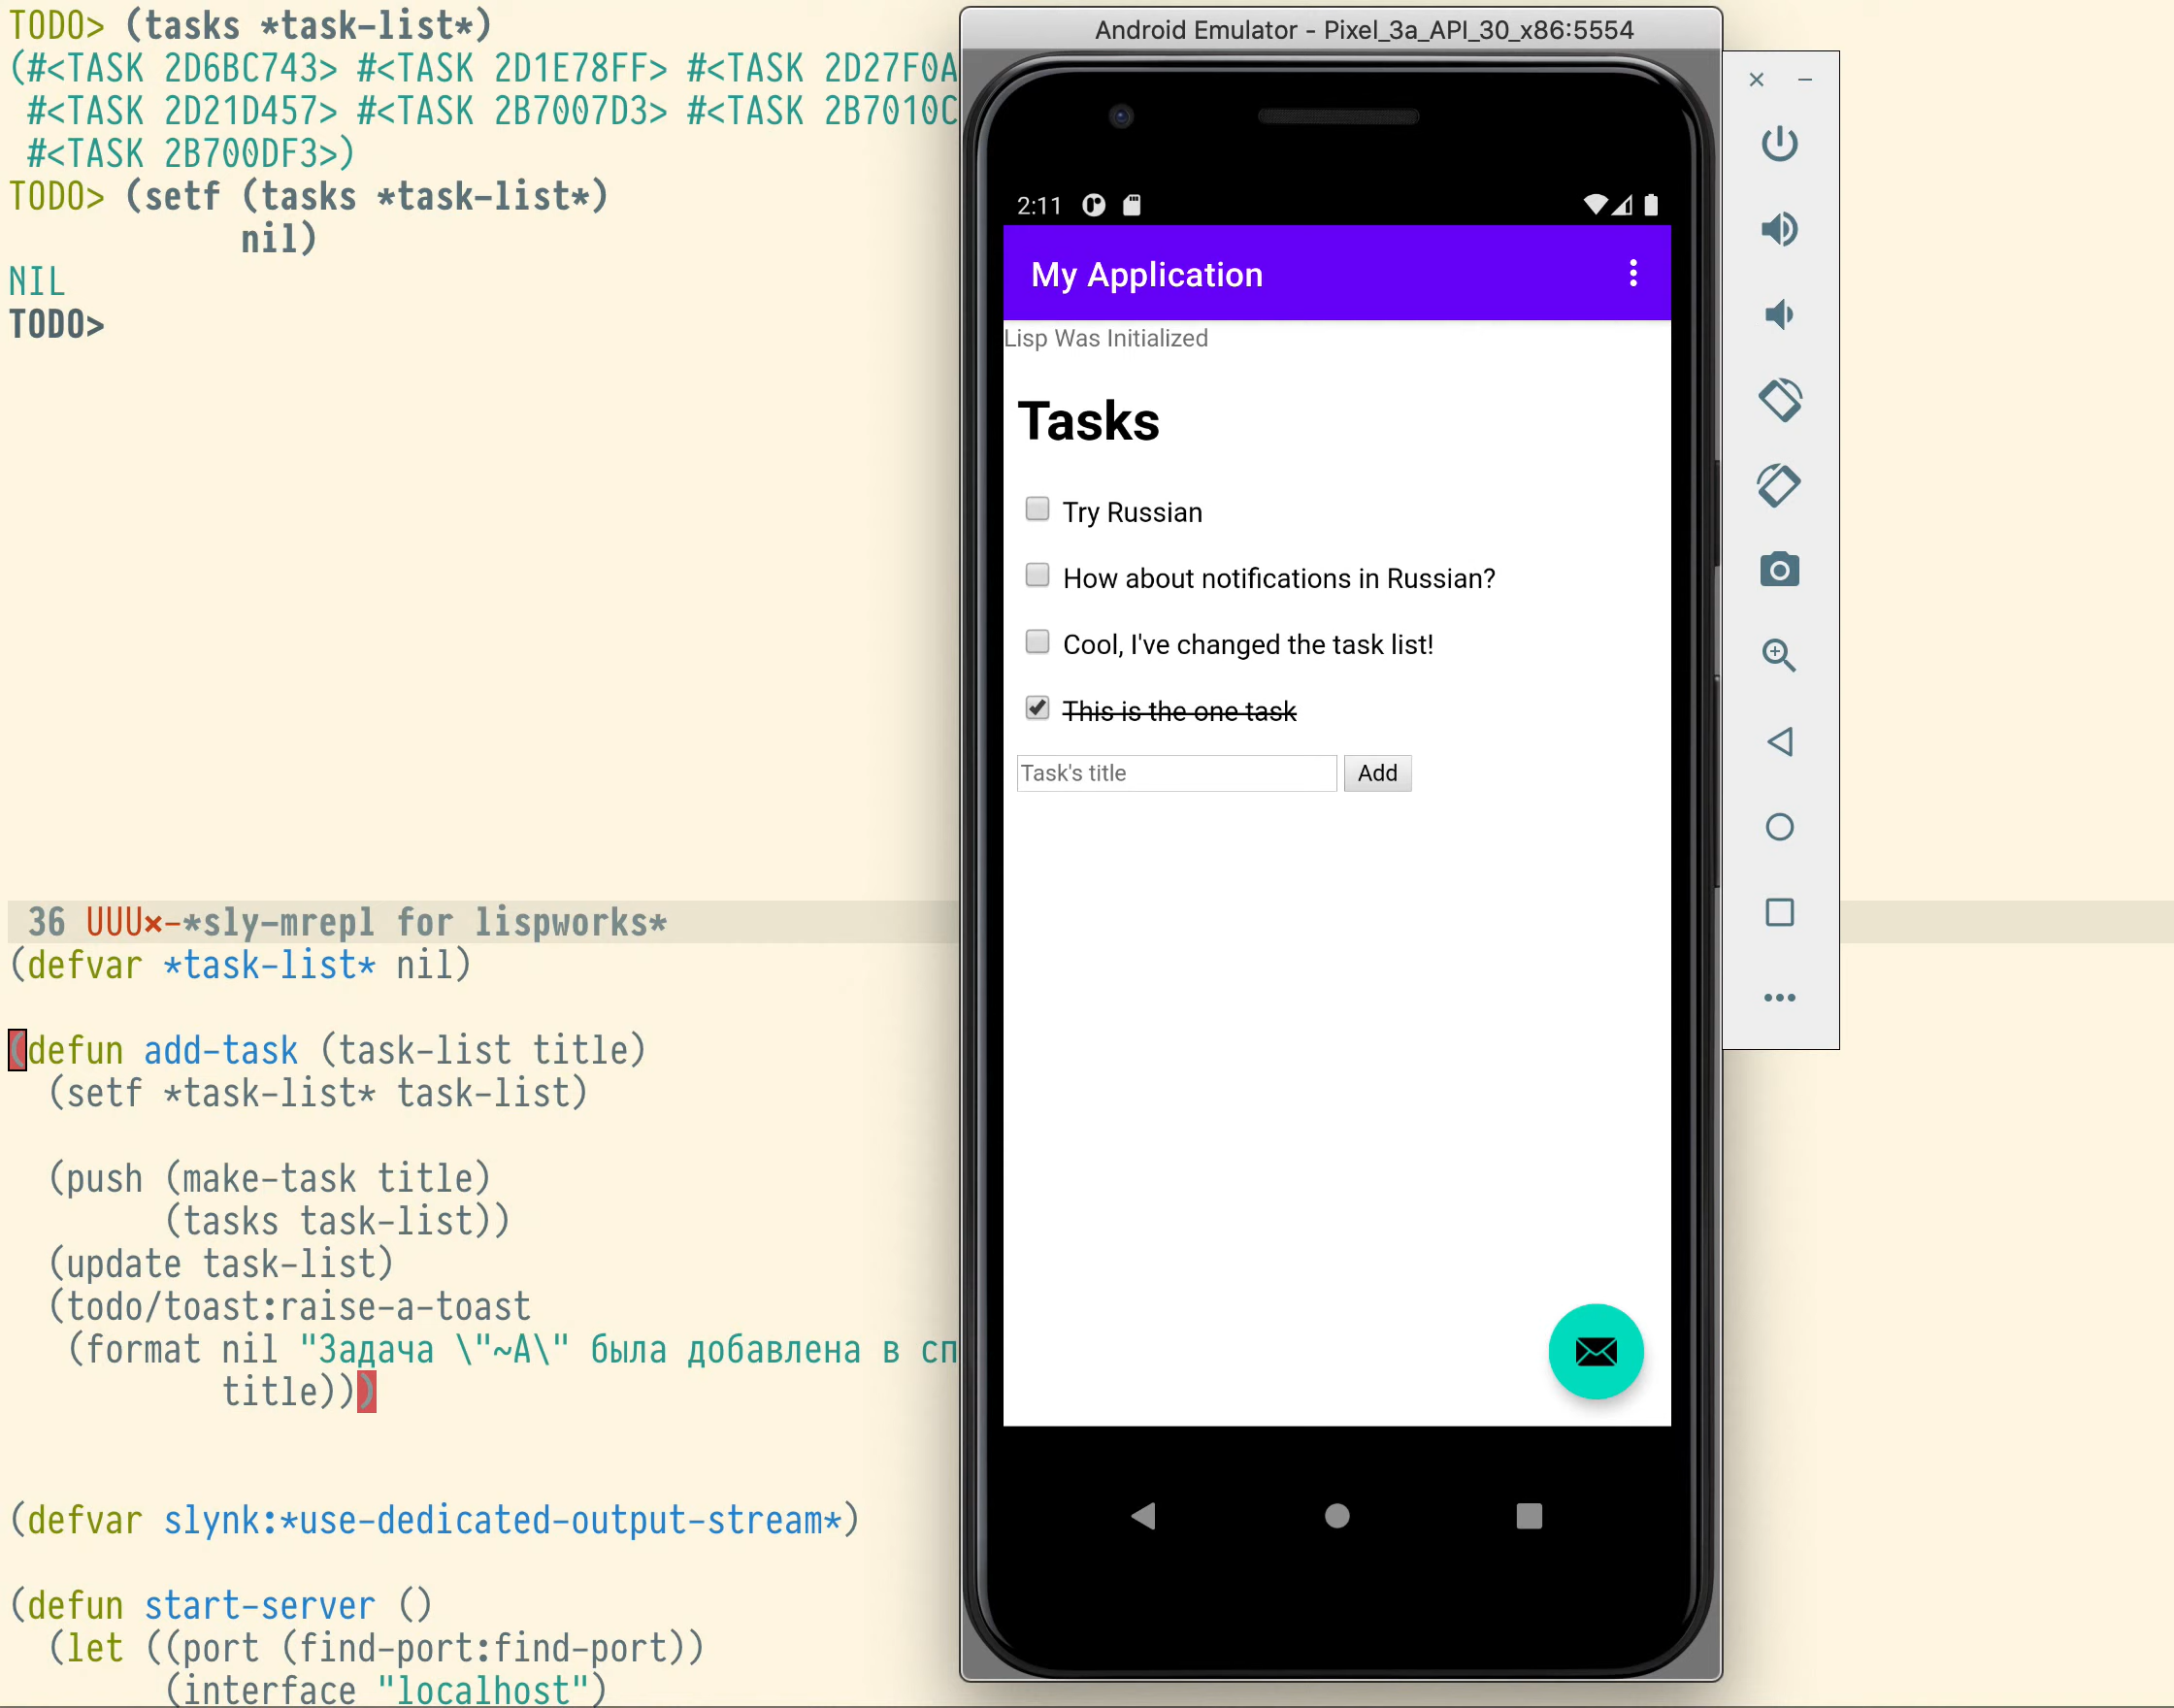 TODO> (tasks *task-list*)
(#<TASK 2D6BC743> #<TASK 2D1E78FF> #<TASK 2D27F0A
#<TASK 2D21D457> #<TASK 2B7007D3> #<TASK 2B7010C
#<TASK 2B700DF3>)
TODO> (setf (tasks *task-list*)
nil)
NIL
TODO>
36 UUU×-*sly-mrepl for lispworks*
(defvar *task-list* nil)
(defun add-task (task-list title)
(setf *task-list* task-list)
(push (make-task title)
(tasks task-list))
(update task-list)
(todo/toast:raise-a-toast
(format nil "Задача \"~A\" была добавлена в сп
title)))
(defvar slynk:*use-dedicated-output-stream*)
(defun start-server ()
(let ((port (find-port:find-port))
(interface "localhost")
Android Emulator - Pixel_3a_API_30_x86:5554
2:11
My Application
Lisp Was Initialized
Tasks
Try Russian
How about notifications in Russian?
Cool, I've changed the task list!
This is the one task
Task's title Add